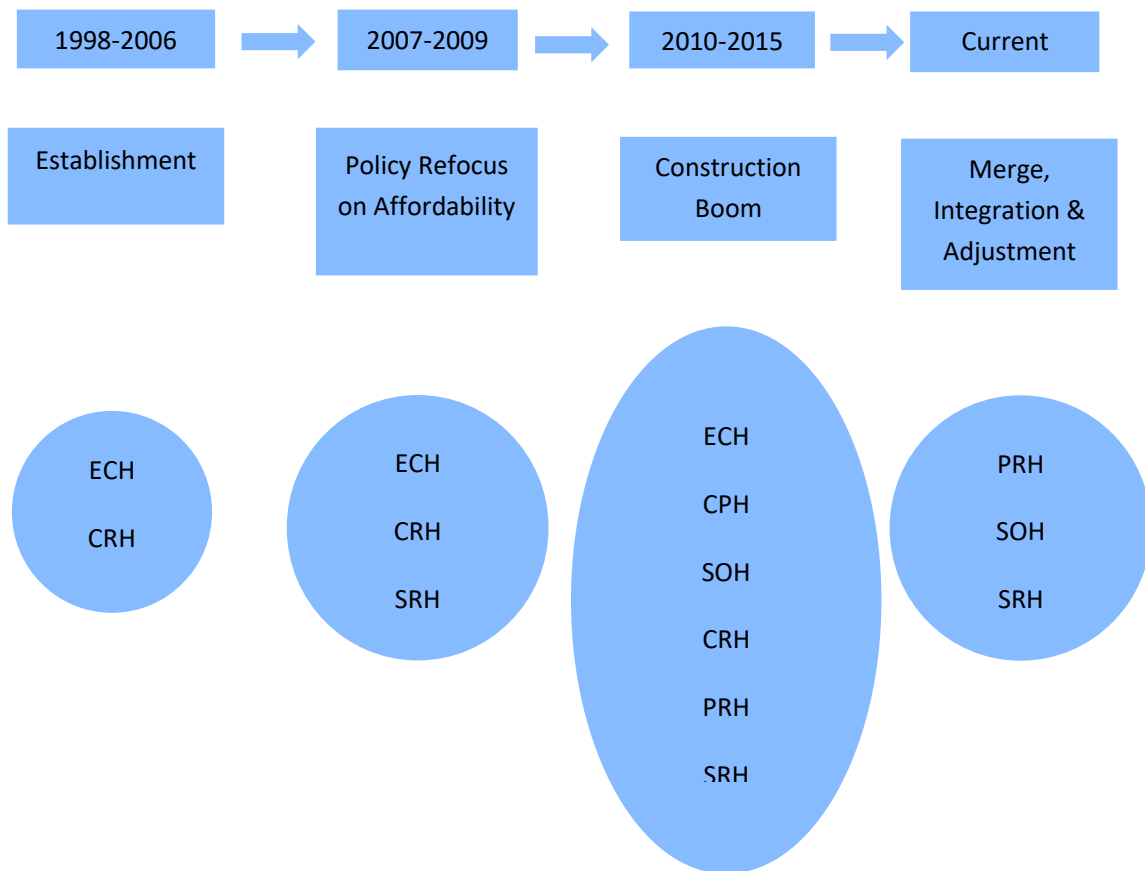 1998-2006
2007-2009
2010-2015
Current
Establishment
Policy Refocus
on Affordability
Construction
Boom
Merge,
Integration &
Adjustment
ECH
CRH
ECH
CRH
SRH
ECH
CPH
SOH
CRH
PRH
SRH
PRH
SOH
SRH